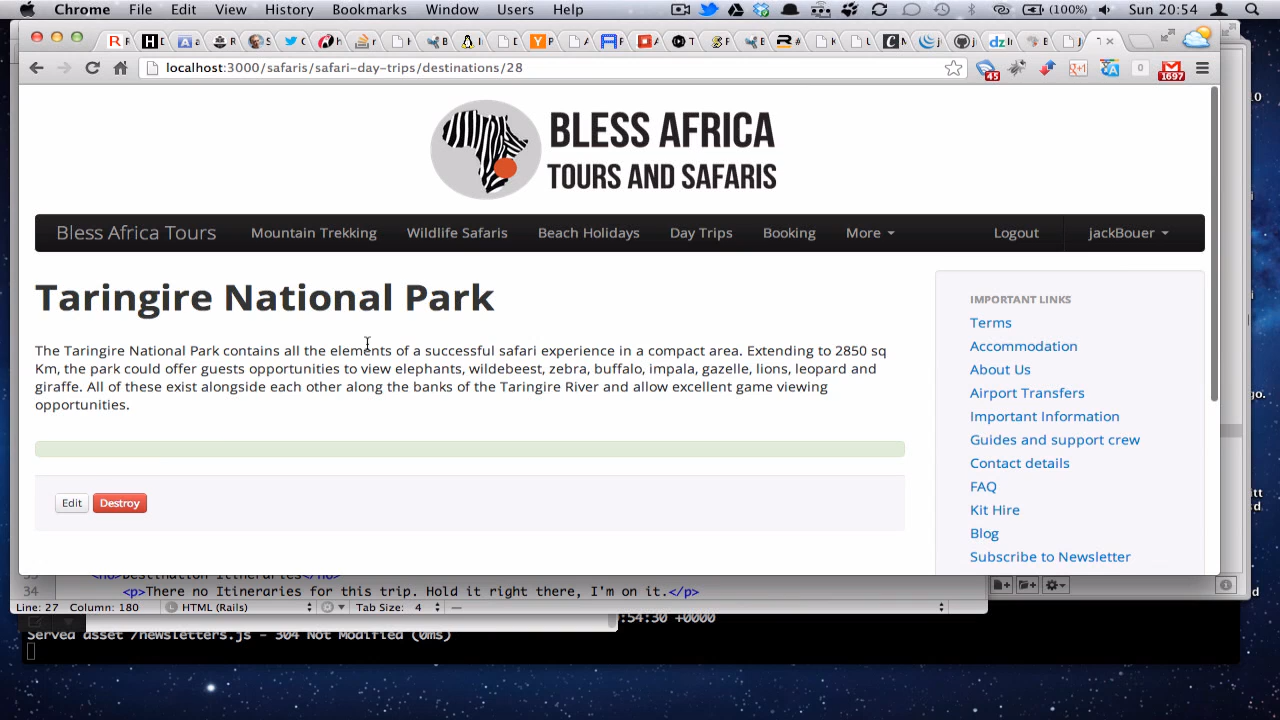 Chrome File Edit View History Bookmarks Window Users Help (100%) Sun 20:54
localhost:3000/safaris/safari-day-trips/destinations/28
45 0 1697
BLESS AFRICA
TOURS AND SAFARIS
Bless Africa Tours Mountain Trekking Wildlife Safaris Beach Holidays Day Trips Booking More Logout jackBouer
Taringire National Park
The Taringire National Park contains all the elements of a successful safari experience in a compact area. Extending to 2850 sq
Km, the park could offer guests opportunities to view elephants, wildebeest, zebra, buffalo, impala, gazelle, lions, leopard and
giraffe. All of these exist alongside each other along the banks of the Taringire River and allow excellent game viewing
opportunities.
Edit Destroy
IMPORTANT LINKS
Terms
Accommodation
About Us
Airport Transfers
Important Information
Guides and support crew
Contact details
FAQ
Kit Hire
Blog
Subscribe to Newsletter
34 <p>There no Itineraries for this trip. Hold it right there, I'm on it.</p>
Line: 27 Column: 180 HTML (Rails) Tab Size: 4 —
:54:30 +0000
Served asset /newsletters.js - 304 Not Modified (0ms)